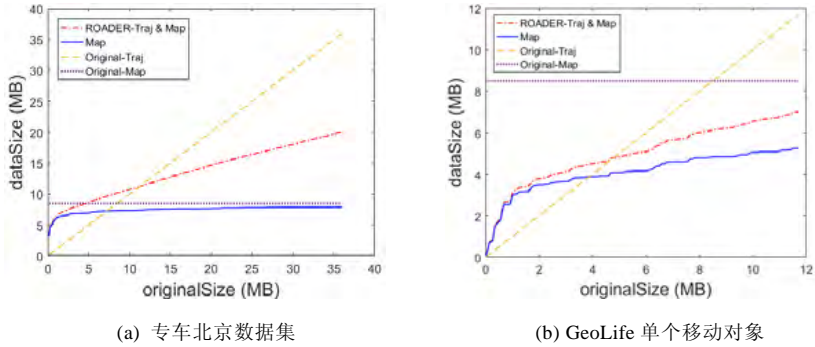 40
35
30
25
20
15
10
5
0
dataSize (MB)
ROADER-Traj & Map
Map
Original-Traj
Original-Map
0 5 10 15 20 25 30 35 40
originalSize (MB)
(a) 专车北京数据集
12
10
8
6
4
2
0
dataSize (MB)
ROADER-Traj & Map
Map
Original-Traj
Original-Map
0 2 4 6 8 10 12
originalSize (MB)
(b) GeoLife 单个移动对象